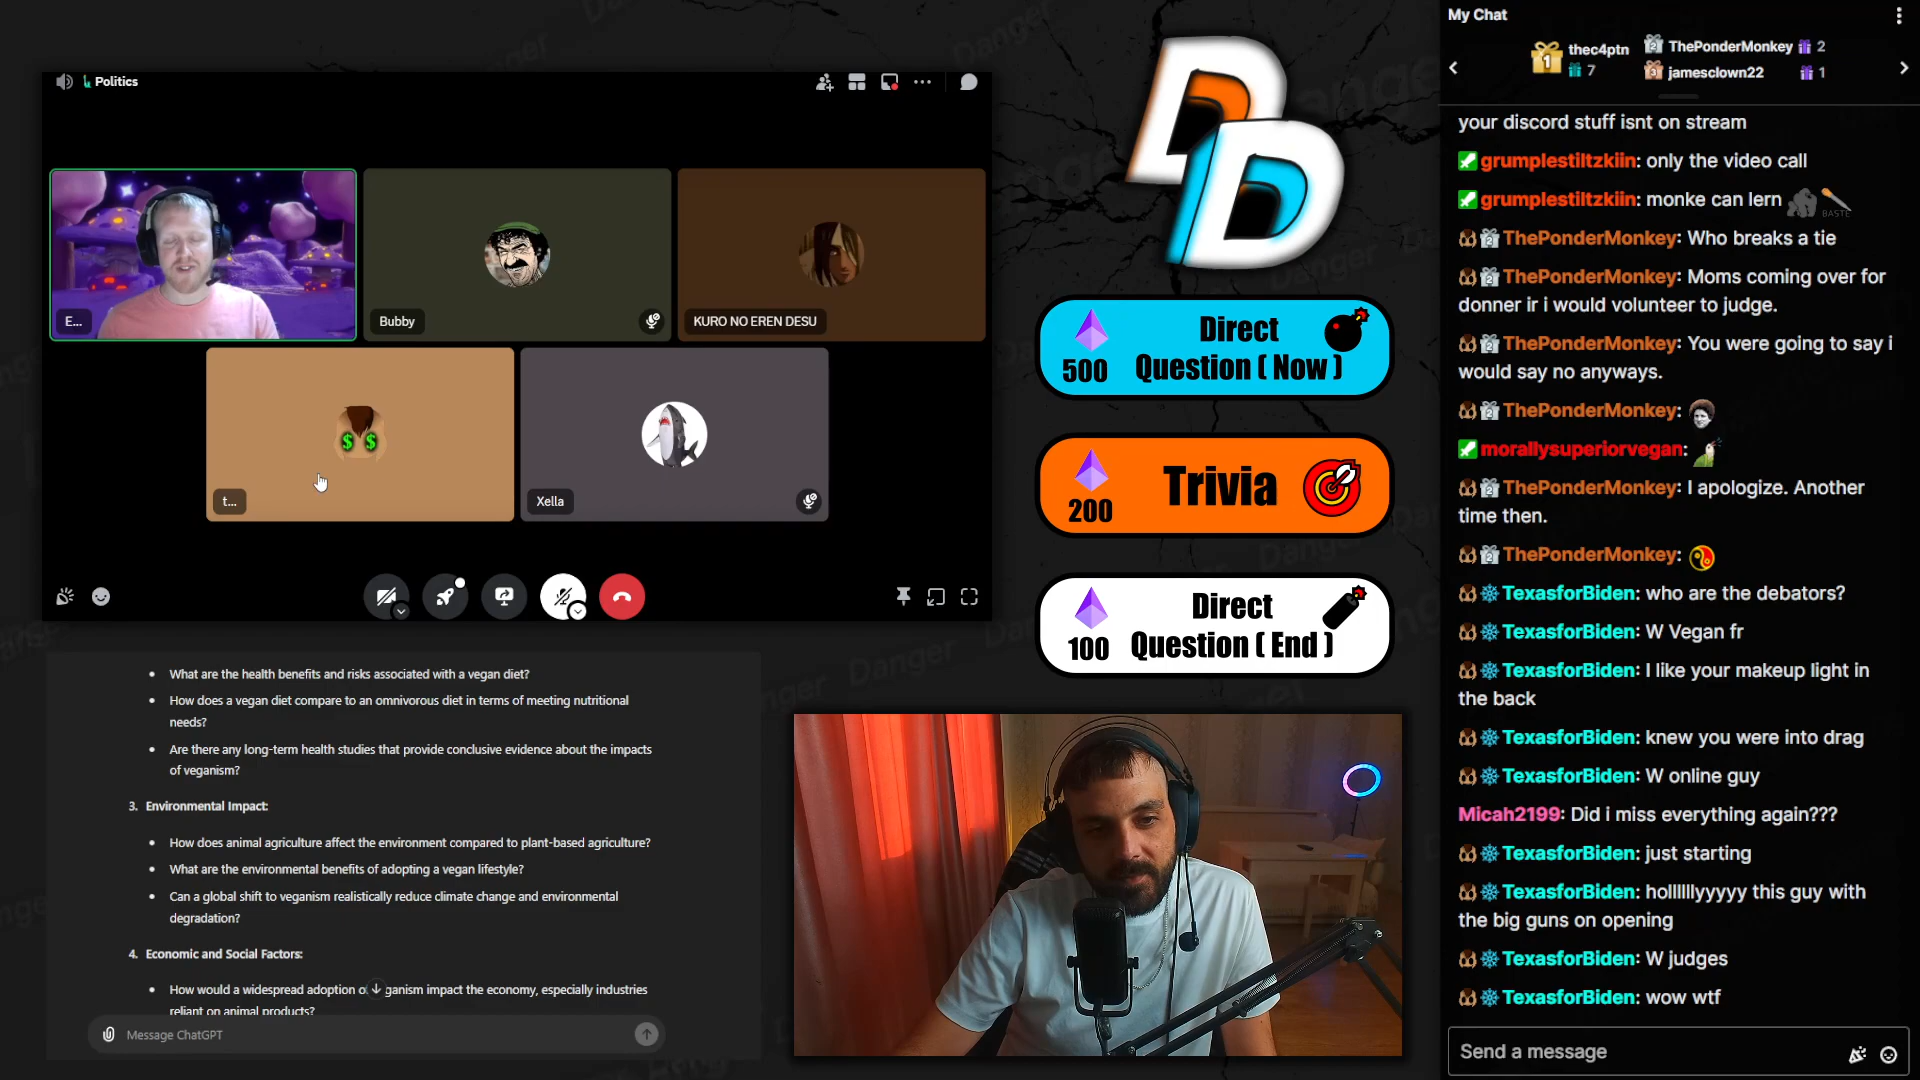 Politics
E...
Bubby
KURO NO EREN DESU
t...
Xella
What are the health benefits and risks associated with a vegan diet?
How does a vegan diet compare to an omnivorous diet in terms of meeting nutritional
needs?
Are there any long-term health studies that provide conclusive evidence about the impacts
of veganism?
3. Environmental Impact:
How does animal agriculture affect the environment compared to plant-based agriculture?
What are the environmental benefits of adopting a vegan lifestyle?
Can a global shift to veganism realistically reduce climate change and environmental
degradation?
4. Economic and Social Factors:
How would a widespread adoption o ganism impact the economy, especially industries
reliant on animal products?
Message ChatGPT
DD
500 Direct
Question ( Now )
200 Trivia
100 Direct
Question ( End )
My Chat
1 thec4ptn
7
2 ThePonderMonkey 2
3 jamesclown22 1
your discord stuff isnt on stream
grumplestiltzkiin: only the video call
grumplestiltzkiin: monke can lern BASTE
ThePonderMonkey: Who breaks a tie
ThePonderMonkey: Moms coming over for
donner ir i would volunteer to judge.
ThePonderMonkey: You were going to say i
would say no anyways.
ThePonderMonkey:
morallysuperiorvegan:
ThePonderMonkey: I apologize. Another
time then.
ThePonderMonkey:
TexasforBiden: who are the debators?
TexasforBiden: W Vegan fr
TexasforBiden: I like your makeup light in
the back
TexasforBiden: knew you were into drag
TexasforBiden: W online guy
Micah2199: Did i miss everything again???
TexasforBiden: just starting
TexasforBiden: hollllllyyyyy this guy with
the big guns on opening
TexasforBiden: W judges
TexasforBiden: wow wtf
Send a message